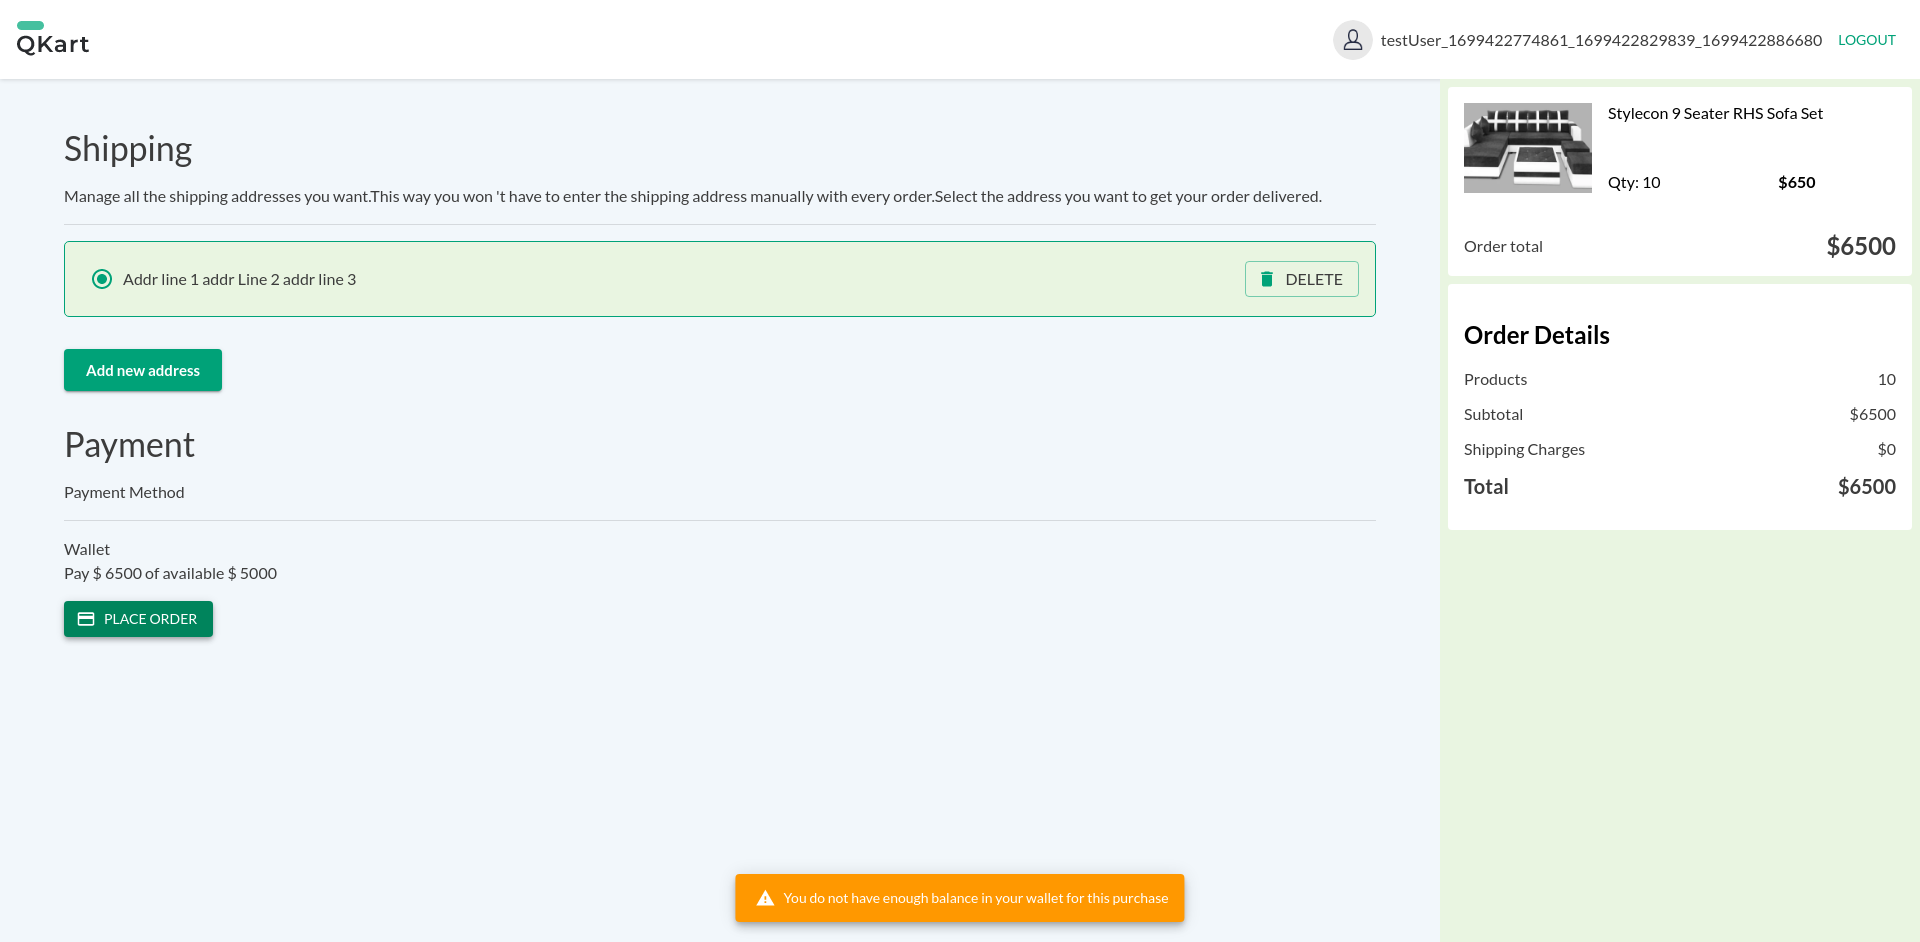 QKart
testUser_1699422774861_1699422829839_1699422886680
LOGOUT
Shipping
Manage all the shipping addresses you want.This way you won 't have to enter the shipping address manually with every order.Select the address you want to get your order delivered.
Addr line 1 addr Line 2 addr line 3
DELETE
Add new address
Payment
Payment Method
Wallet
Pay $ 6500 of available $ 5000
PLACE ORDER
Stylecon 9 Seater RHS Sofa Set
Qty: 10 $650
Order total $6500
Order Details
Products 10
Subtotal $6500
Shipping Charges $0
Total $6500
You do not have enough balance in your wallet for this purchase